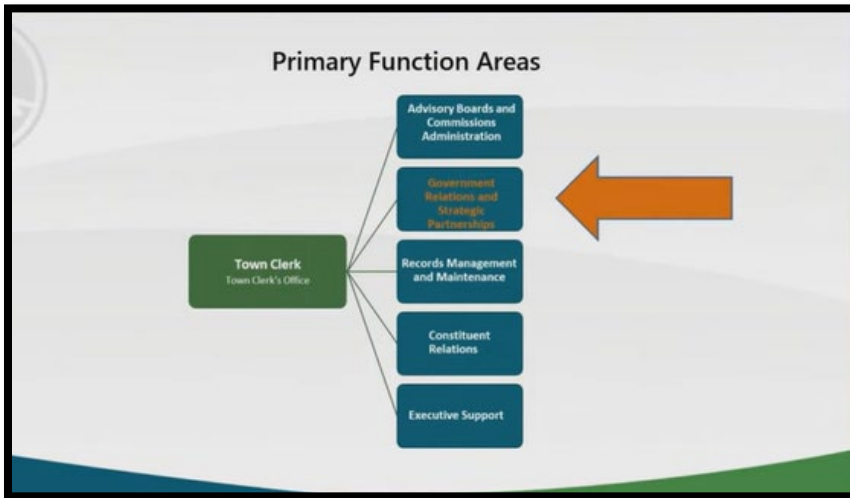 Primary Function Areas
Advisory Boards and
Commissions
Administration
Government
Relations and
Strategic
Partnerships
Town Clerk
Town Clerk's Office
Records Management
and Maintenance
Constituent
Relations
Executive Support